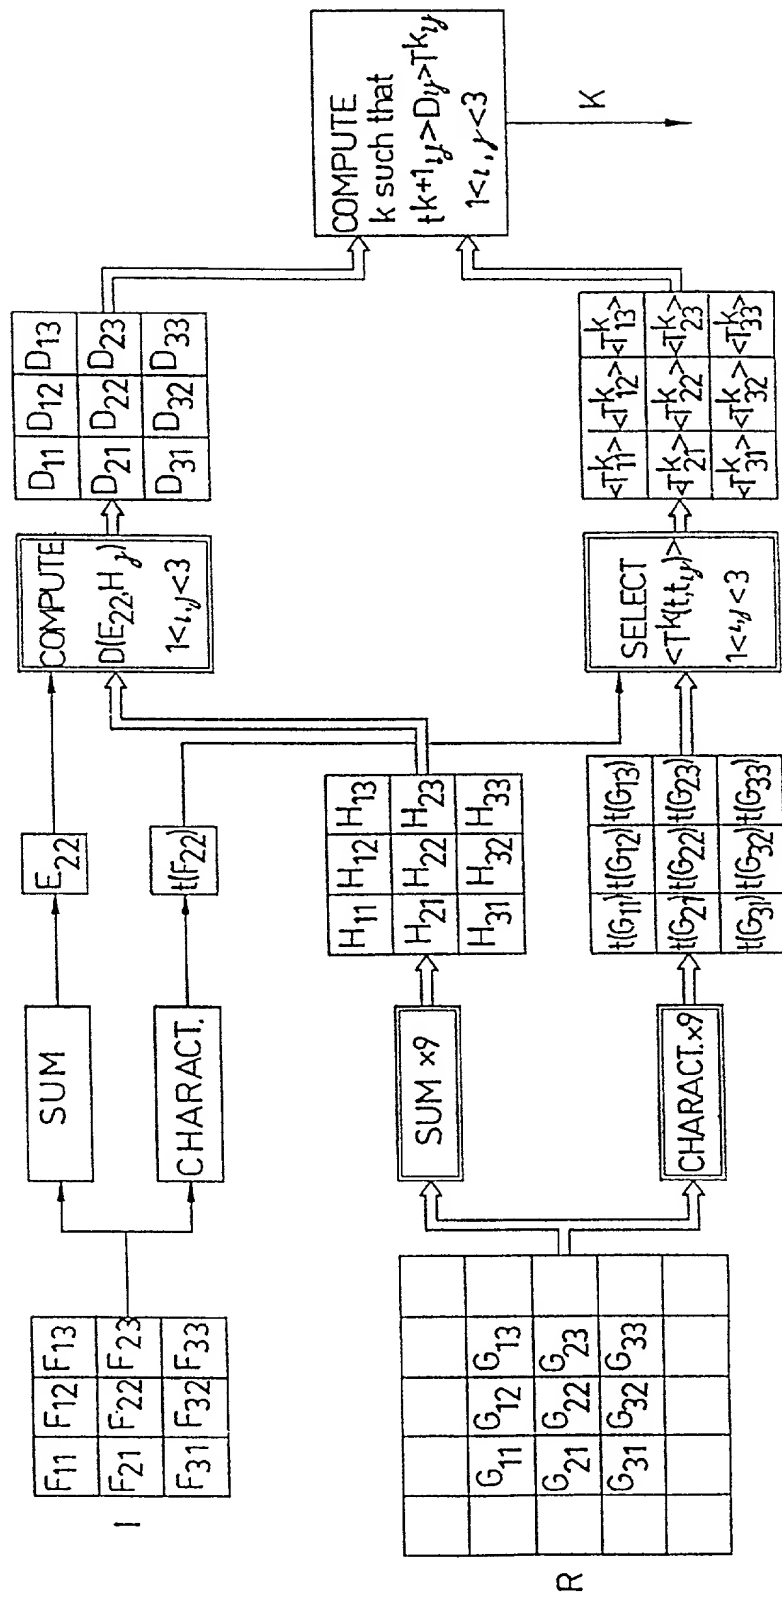 I
F11 F12 F13
F21 F22 F23
F31 F32 F33
SUM
CHARACT.
E22
t(F22)
COMPUTE
D(E22,H j)
1<i,j<3
D11 D12 D13
D21 D22 D23
D31 D32 D33
R
G11 G12 G13
G21 G22 G23
G31 G32 G33
SUM ×9
CHARACT.×9
H11 H12 H13
H21 H22 H23
H31 H32 H33
t(G11) t(G12) t(G13)
t(G21) t(G22) t(G23)
t(G31) t(G32) t(G33)
SELECT
<Tk(t,tij)>
1<i,j<3
<Tk11> <Tk12> <Tk13>
<Tk21> <Tk22> <Tk23>
<Tk31> <Tk32> <Tk33>
COMPUTE
k such that
tk+1ij>Dij>Tkij
1<i,j<3
K